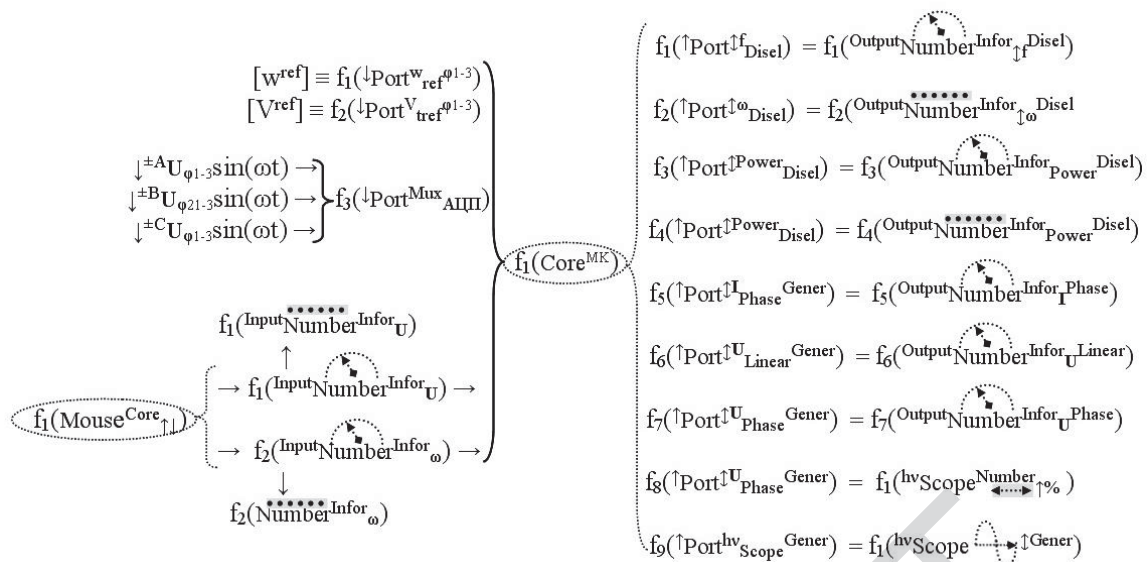 [w^ref] ≡ f₁(↓Port^w_ref^φ1-3)
[V^ref] ≡ f₂(↓Port^V_tref^φ1-3)
↓^±A U_φ1-3 sin(ωt) →
↓^±B U_φ21-3 sin(ωt) → f₃(↓Port^Mux_АЦП)
↓^±C U_φ1-3 sin(ωt) →
f₁(^Input Number^Infor_U)
↑
→ f₁(^Input Number^Infor_U) →
f₁(Mouse^Core_↑↓)
→ f₂(^Input Number^Infor_ω) →
↓
f₂(Number^Infor_ω)
f₁(Core^MK)
f₁(↑Port^↕f_Disel) = f₁(^Output Number^Infor_↕f^Disel)
f₂(↑Port^↕ω_Disel) = f₂(^Output Number^Infor_↕ω^Disel
f₃(↑Port^↕Power_Disel) = f₃(^Output Number^Infor_Power^Disel)
f₄(↑Port^↕Power_Disel) = f₄(^Output Number^Infor_Power^Disel)
f₅(↑Port^↕I_Phase^Gener) = f₅(^Output Number^Infor_I^Phase)
f₆(↑Port^↕U_Linear^Gener) = f₆(^Output Number^Infor_U^Linear)
f₇(↑Port^↕U_Phase^Gener) = f₇(^Output Number^Infor_U^Phase)
f₈(↑Port^↕U_Phase^Gener) = f₁(^hν Scope^Number_↔ ↑%)
f₉(↑Port^hν_Scope^Gener) = f₁(^hν Scope ↕Gener)